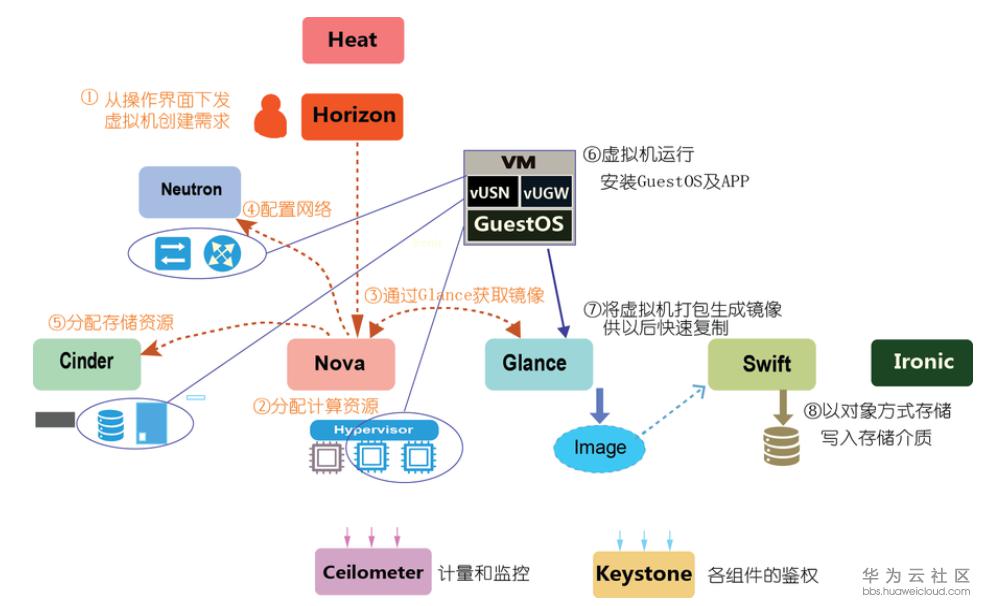 Heat
①从操作界面下发
虚拟机创建需求
Horizon
VM
vUSN
vUGW
GuestOS
⑥虚拟机运行
安装GuestOS及APP
Neutron
④配置网络
③通过Glance获取镜像
⑦将虚拟机打包生成镜像
供以后快速复制
⑤分配存储资源
Cinder
Nova
Glance
Swift
Ironic
②分配计算资源
Hypervisor
Image
⑧以对象方式存储
写入存储介质
Ceilometer
计量和监控
Keystone
各组件的鉴权
华为云社区
bbs.huaweicloud.com